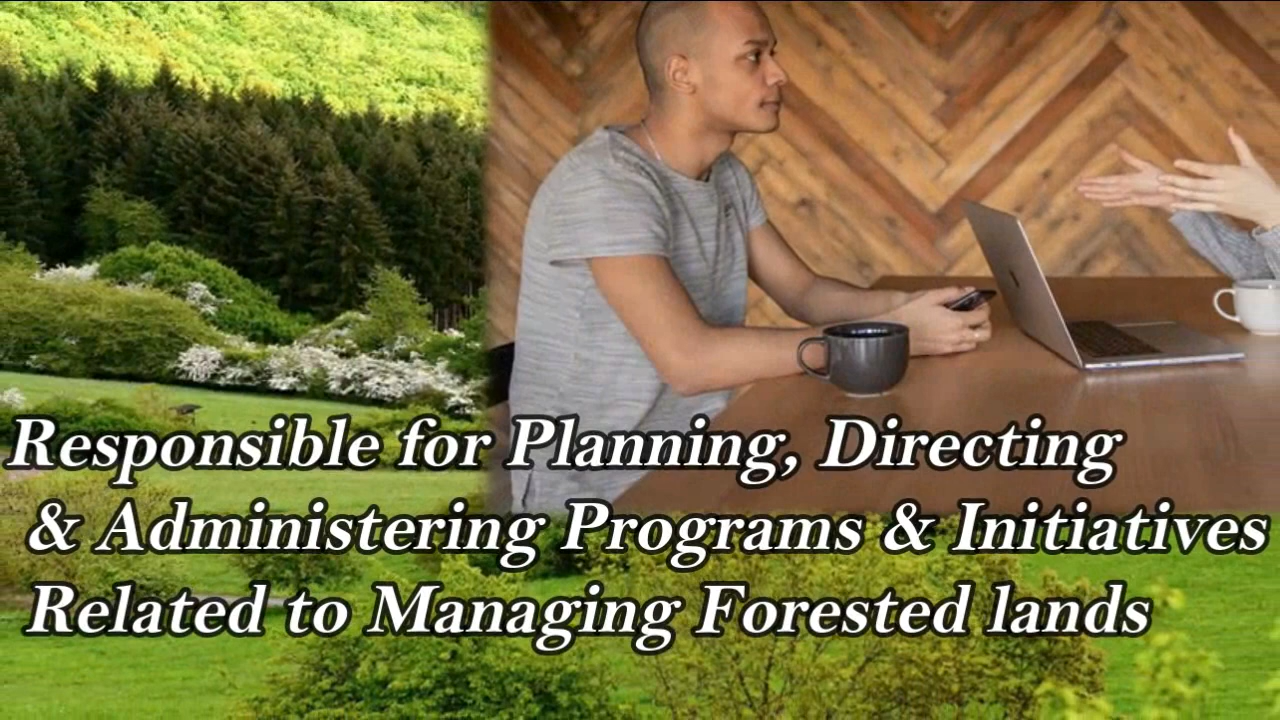 Responsible for Planning, Directing
& Administering Programs & Initiatives
Related to Managing Forested lands